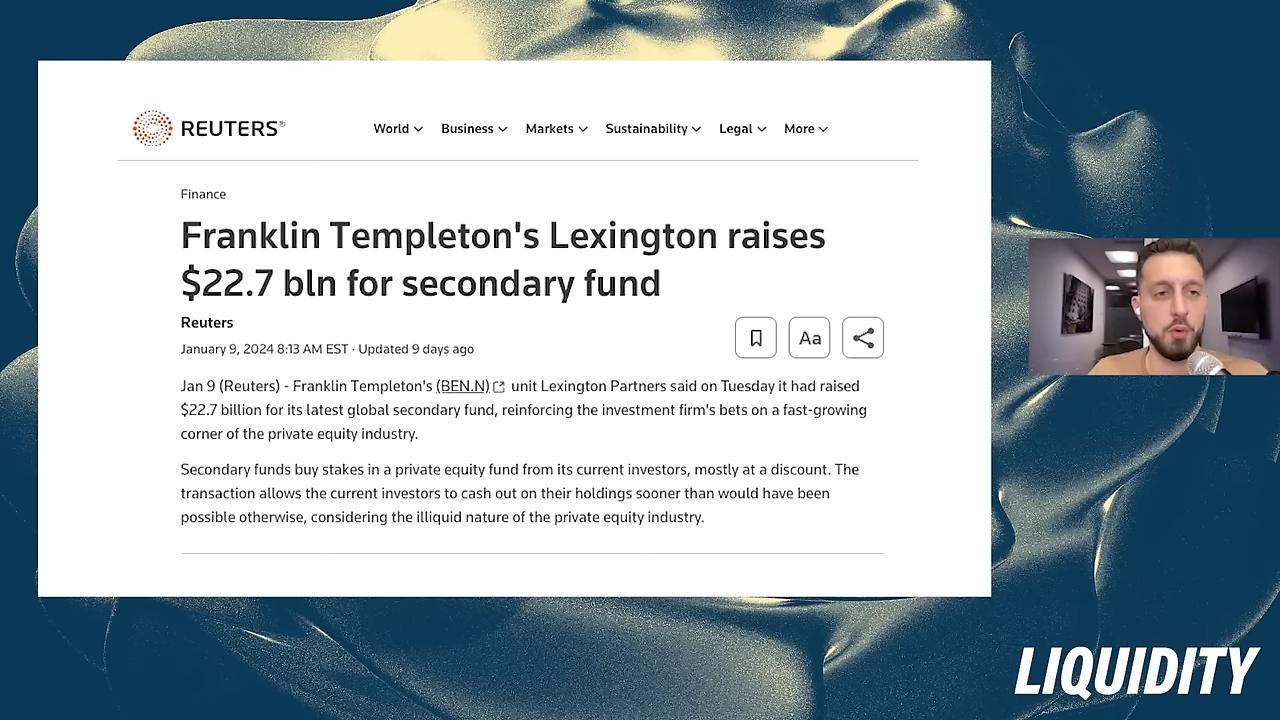 REUTERS®
World Business Markets Sustainability Legal More
Finance
Franklin Templeton's Lexington raises
$22.7 bln for secondary fund
Reuters
January 9, 2024 8:13 AM EST · Updated 9 days ago
Aa
Jan 9 (Reuters) - Franklin Templeton's (BEN.N) unit Lexington Partners said on Tuesday it had raised
$22.7 billion for its latest global secondary fund, reinforcing the investment firm's bets on a fast-growing
corner of the private equity industry.
Secondary funds buy stakes in a private equity fund from its current investors, mostly at a discount. The
transaction allows the current investors to cash out on their holdings sooner than would have been
possible otherwise, considering the illiquid nature of the private equity industry.
LIQUIDITY